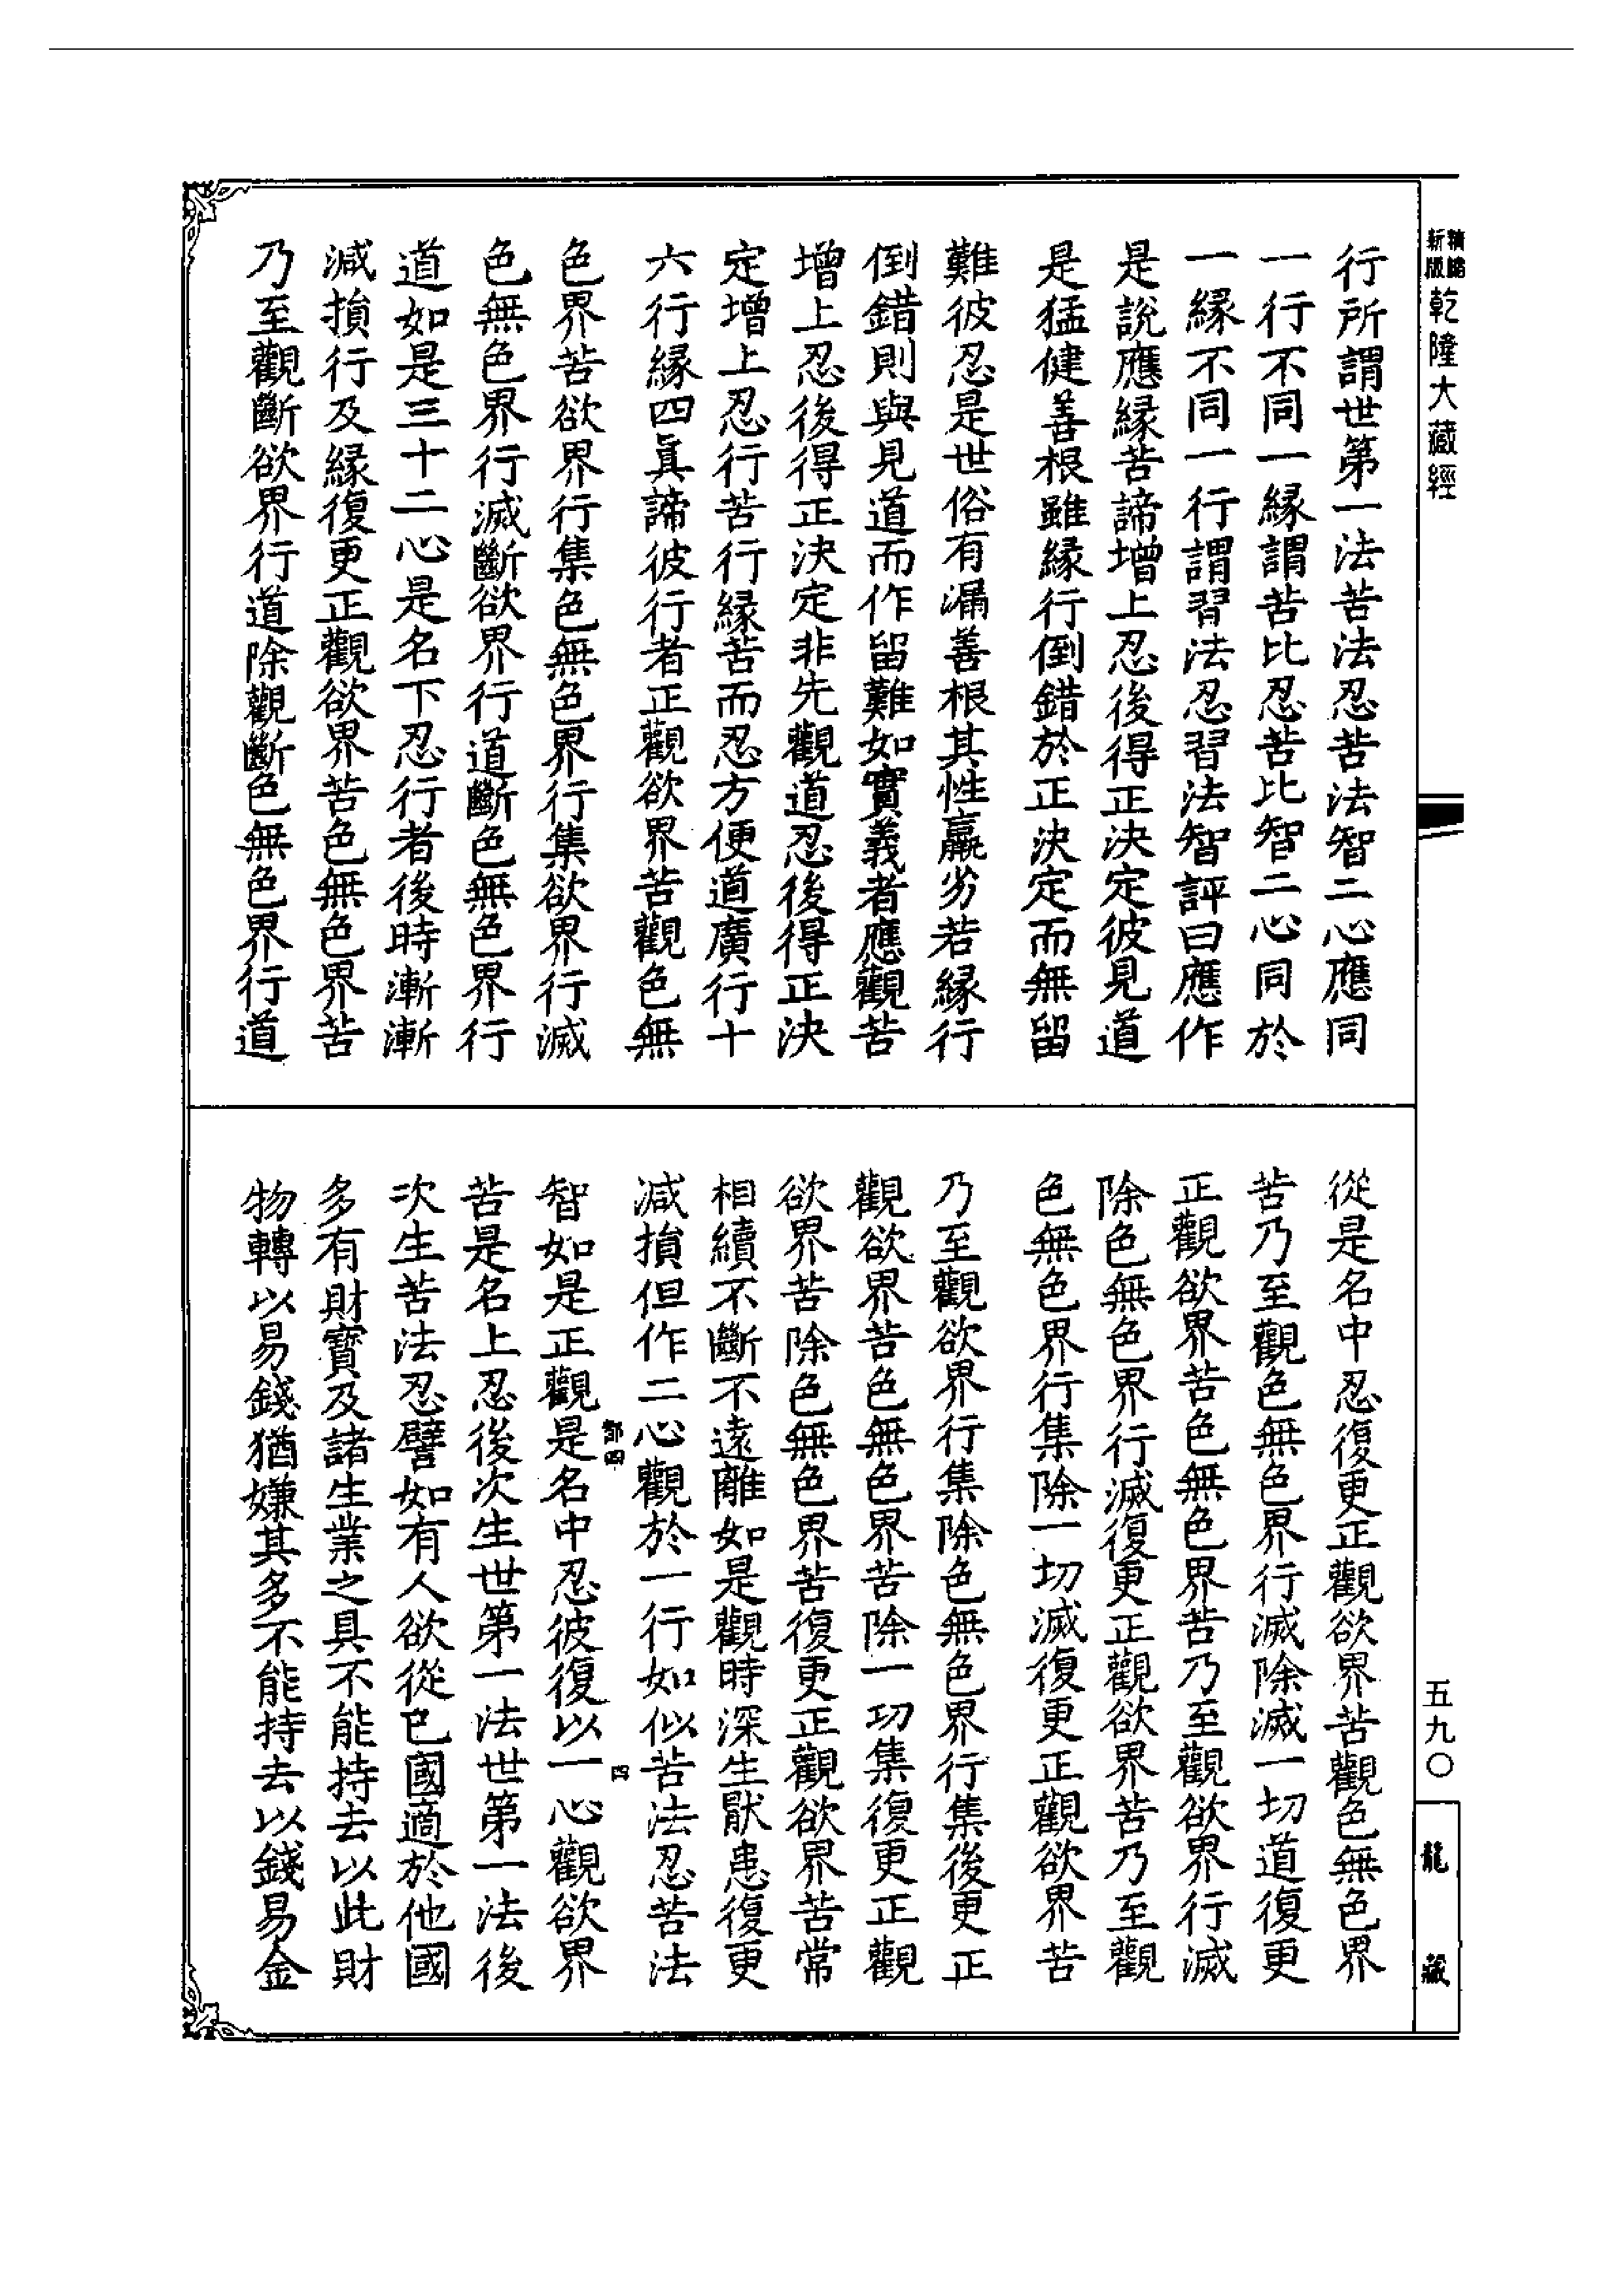 新版 精縮 乾隆大藏經
行所謂世第一法苦法忍苦法智二心應同
一行不同一緣謂苦比忍苦比智二心同於
一緣不同一行謂習法忍習法智評曰應作
是說應緣苦諦增上忍後得正決定彼見道
是猛健善根雖緣行倒錯於正決定而無留
難彼忍是世俗有漏善根其性羸劣若緣行
倒錯則與見道而作留難如實義者應觀苦
增上忍後得正決定非先觀道忍後得正決
定增上忍行苦行緣苦而忍方便道廣行十
六行緣四眞諦彼行者正觀欲界苦觀色無
色界苦欲界行集色無色界行集欲界行滅
色無色界行滅斷欲界行道斷色無色界行
道如是三十二心是名下忍行者後時漸漸
減損行及緣復更正觀欲界苦色無色界苦
乃至觀斷欲界行道除觀斷色無色界行道
從是名中忍復更正觀欲界苦觀色無色界
苦乃至觀色無色界行滅除滅一切道復更
正觀欲界苦色無色界苦乃至觀欲界行滅
除色無色界行滅復更正觀欲界苦乃至觀
色無色界行集除一切滅復更正觀欲界苦
乃至觀欲界行集除色無色界行集後更正
觀欲界苦色無色界苦除一切集復更正觀
欲界苦除色無色界苦復更正觀欲界苦常
相續不斷不遠離如是觀時深生厭患復更
減損但作二心觀於一行如似苦法忍苦法
鄣四 四
智如是正觀是名中忍彼復以一心觀欲界
苦是名上忍後次生世第一法世第一法後
次生苦法忍譬如有人欲從已國適於他國
多有財寶及諸生業之具不能持去以此財
物轉以易錢猶嫌其多不能持去以錢易金
五九〇
龍藏